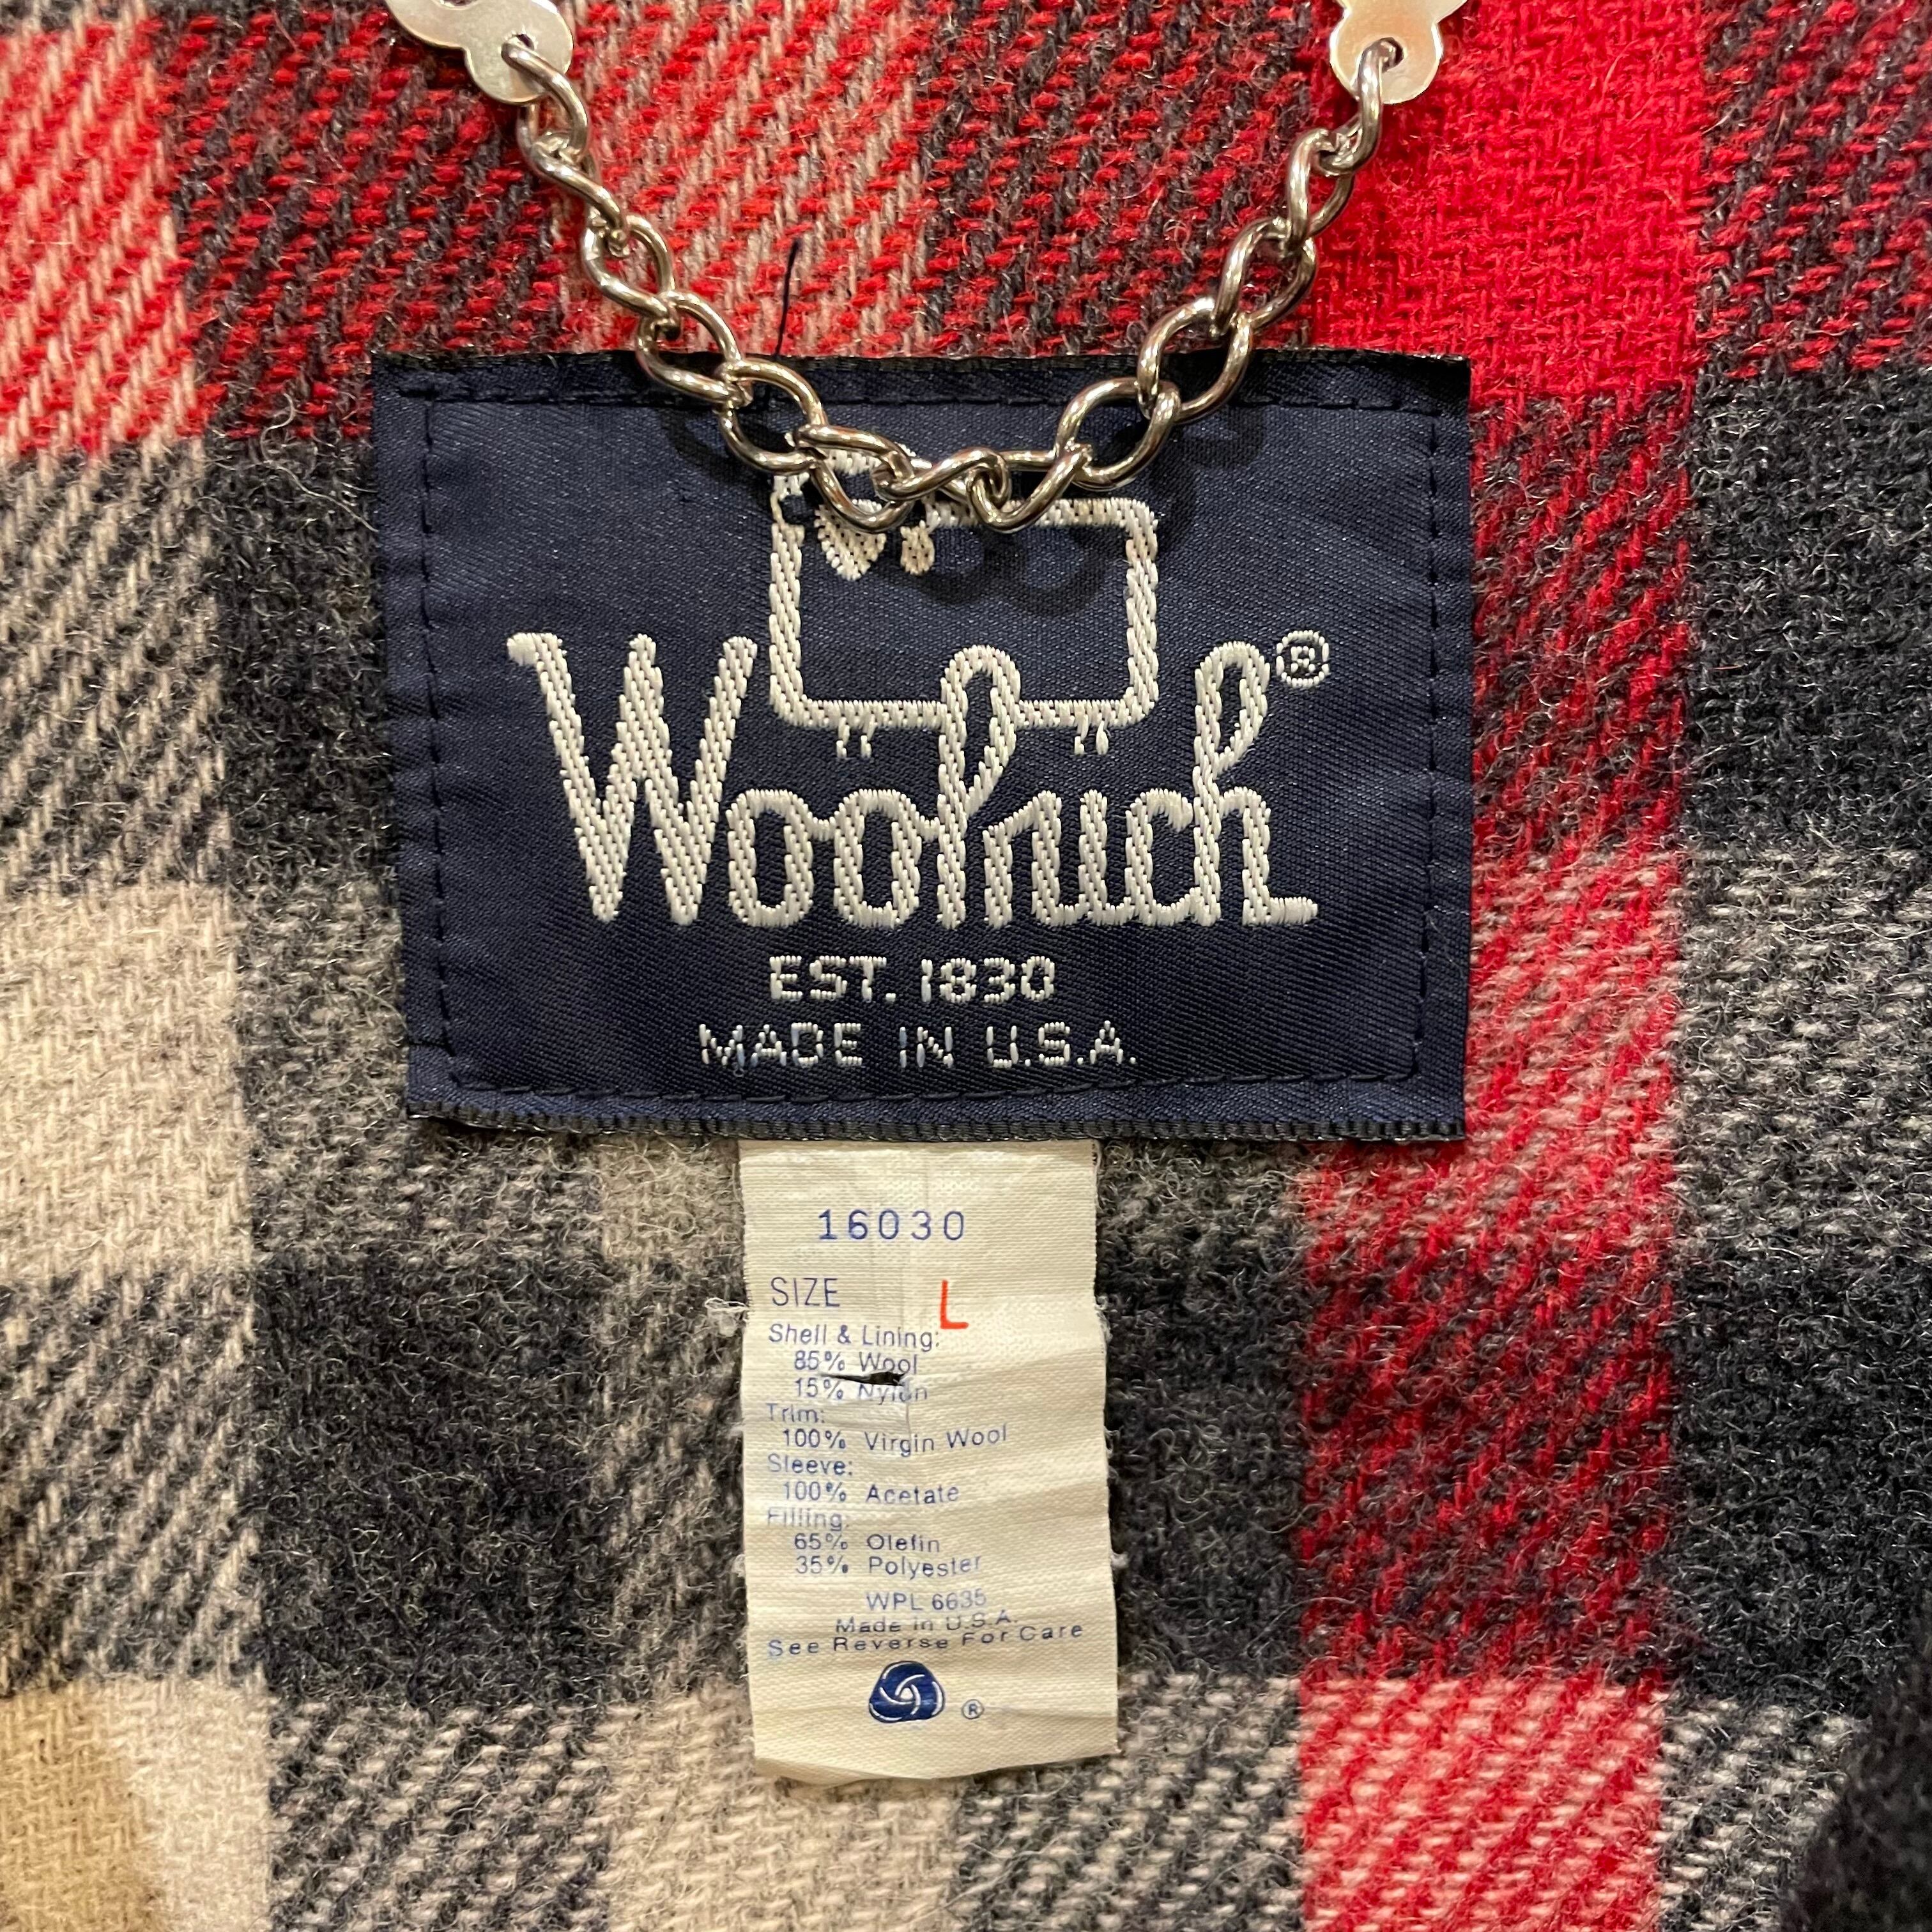 Woolrich®
EST. 1830
MADE IN U.S.A.
16030
SIZE L
Shell & Lining:
85% Wool
15% Nylon
Trim:
100% Virgin Wool
Sleeve:
100% Acetate
Filling:
65% Olefin
35% Polyester
WPL 6635
Made in U.S.A.
See Reverse For Care
®